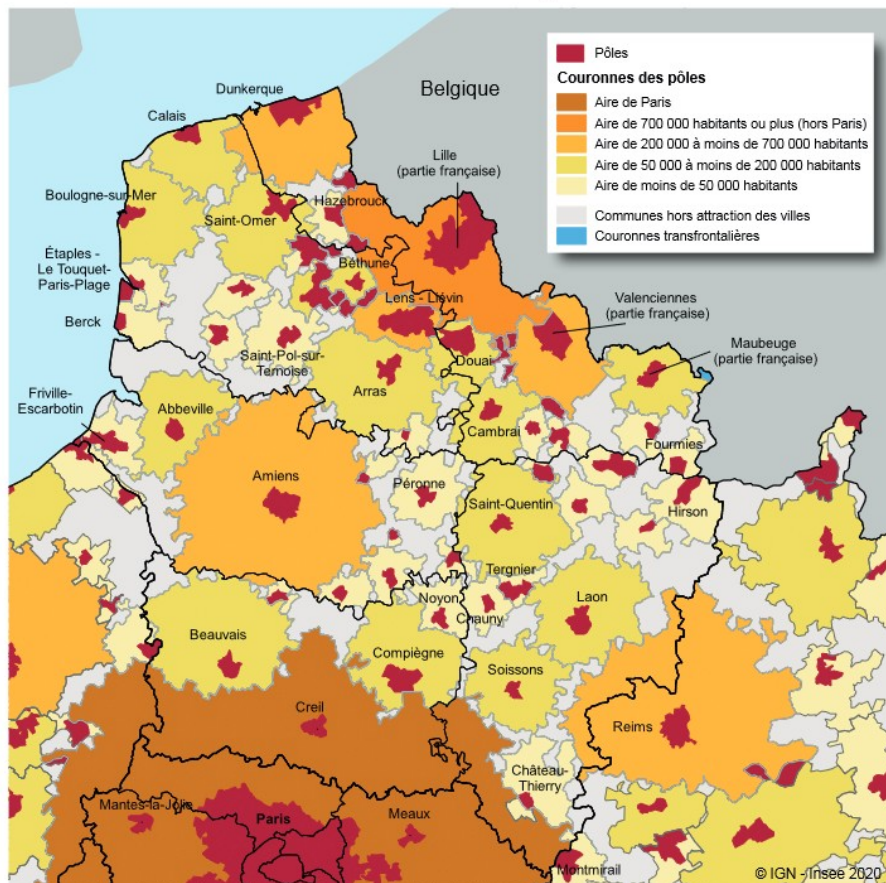 Pôles
Couronnes des pôles
Aire de Paris
Aire de 700 000 habitants ou plus (hors Paris)
Aire de 200 000 à moins de 700 000 habitants
Aire de 50 000 à moins de 200 000 habitants
Aire de moins de 50 000 habitants
Communes hors attraction des villes
Couronnes transfrontalières
Belgique
Dunkerque
Calais
Lille
(partie française)
Boulogne-sur-Mer
Saint-Omer
Hazebrouck
Étaples -
Le Touquet-
Paris-Plage
Béthune
Lens - Liévin
Valenciennes
(partie française)
Berck
Saint-Pol-sur-
Ternoise
Douai
Maubeuge
(partie française)
Friville-
Escarbotin
Abbeville
Arras
Cambrai
Fourmies
Amiens
Péronne
Saint-Quentin
Hirson
Tergnier
Noyon
Chauny
Laon
Beauvais
Compiègne
Soissons
Creil
Reims
Château-
Thierry
Mantes-la-Jolie
Paris
Meaux
Montmirail
© IGN - Insee 2020